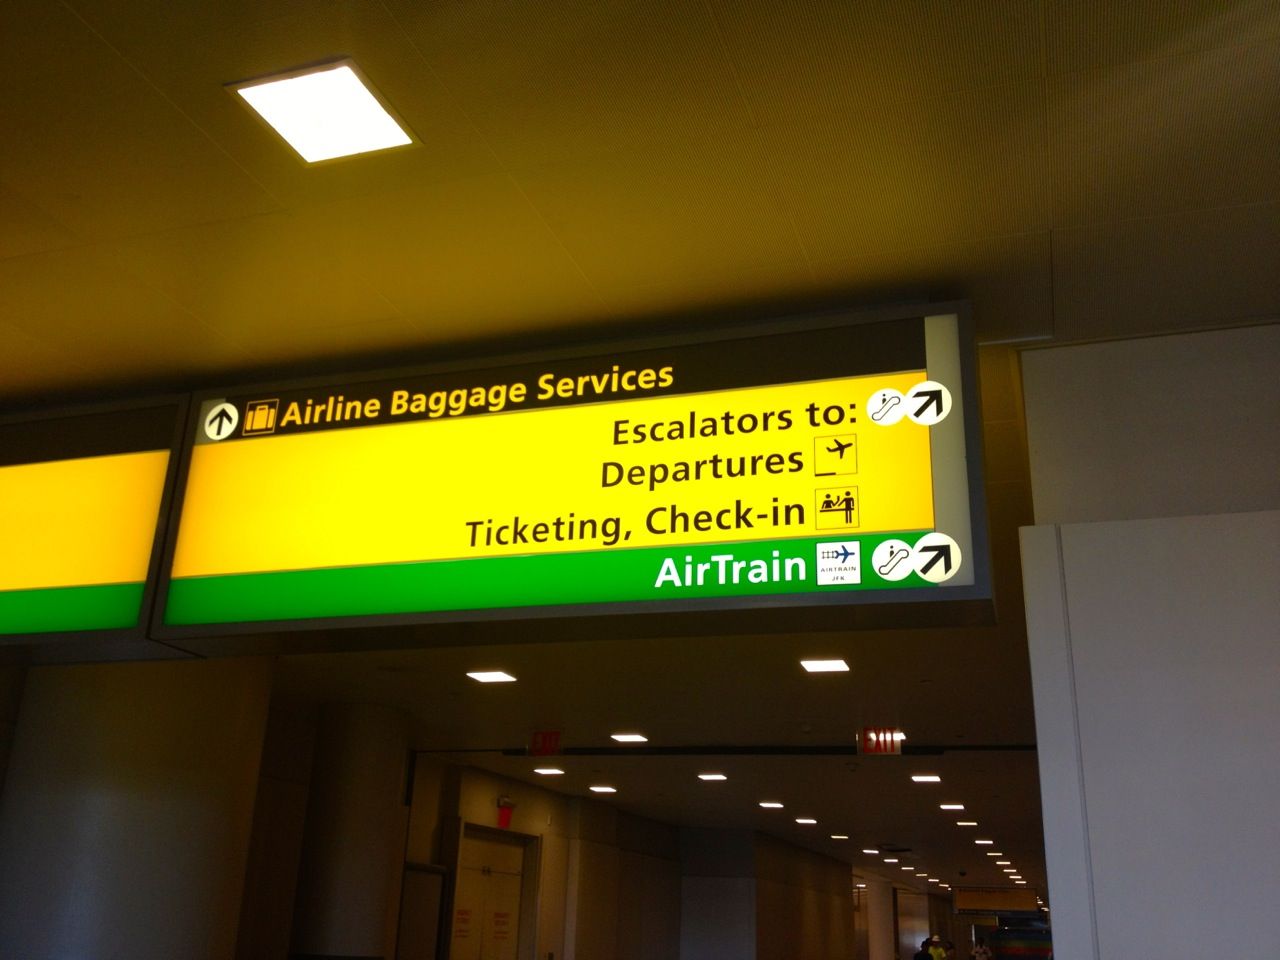 Airline Baggage Services
Escalators to:
Departures
Ticketing, Check-in
AirTrain
AIRTRAIN
JFK
EXIT
EXIT